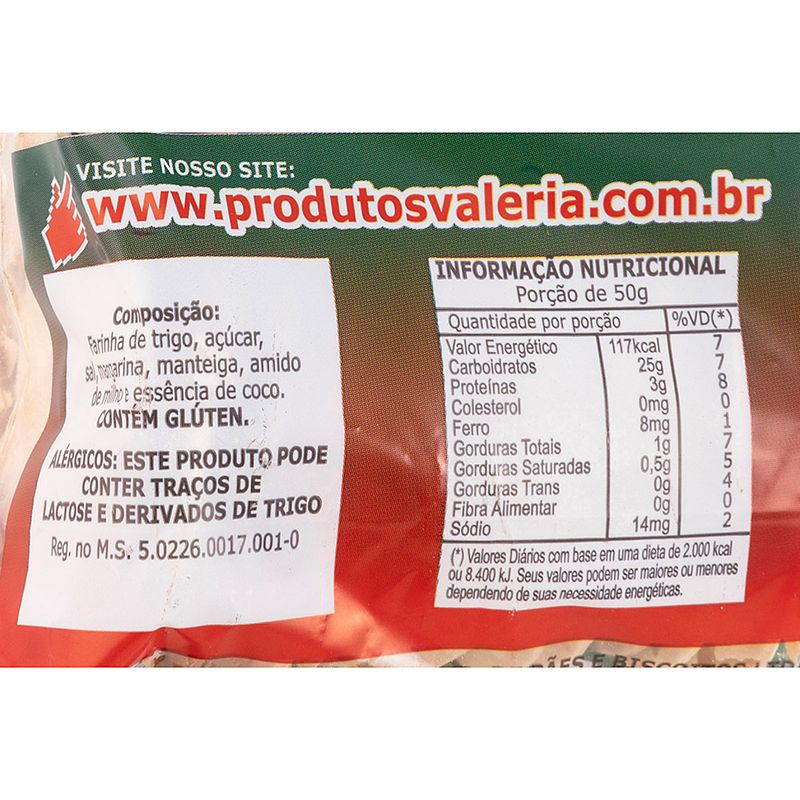 VISITE NOSSO SITE:
www.produtosvaleria.com.br
Composição:
Farinha de trigo, açúcar,
sal, margarina, manteiga, amido
de milho e essência de coco.
CONTÉM GLÚTEN.
ALÉRGICOS: ESTE PRODUTO PODE
CONTER TRAÇOS DE
LACTOSE E DERIVADOS DE TRIGO
Reg. no M.S. 5.0226.0017.001-0
INFORMAÇÃO NUTRICIONAL
Porção de 50g
Quantidade por porção %VD(*)
Valor Energético 117kcal 7
Carboidratos 25g 7
Proteínas 3g 8
Colesterol 0mg 0
Ferro 8mg 1
Gorduras Totais 1g 7
Gorduras Saturadas 0,5g 5
Gorduras Trans 0g 4
Fibra Alimentar 0g 0
Sódio 14mg 2
(*) Valores Diários com base em uma dieta de 2.000 kcal
ou 8.400 kJ. Seus valores podem ser maiores ou menores
dependendo de suas necessidade energéticas.
PÃES E BISCOITOS